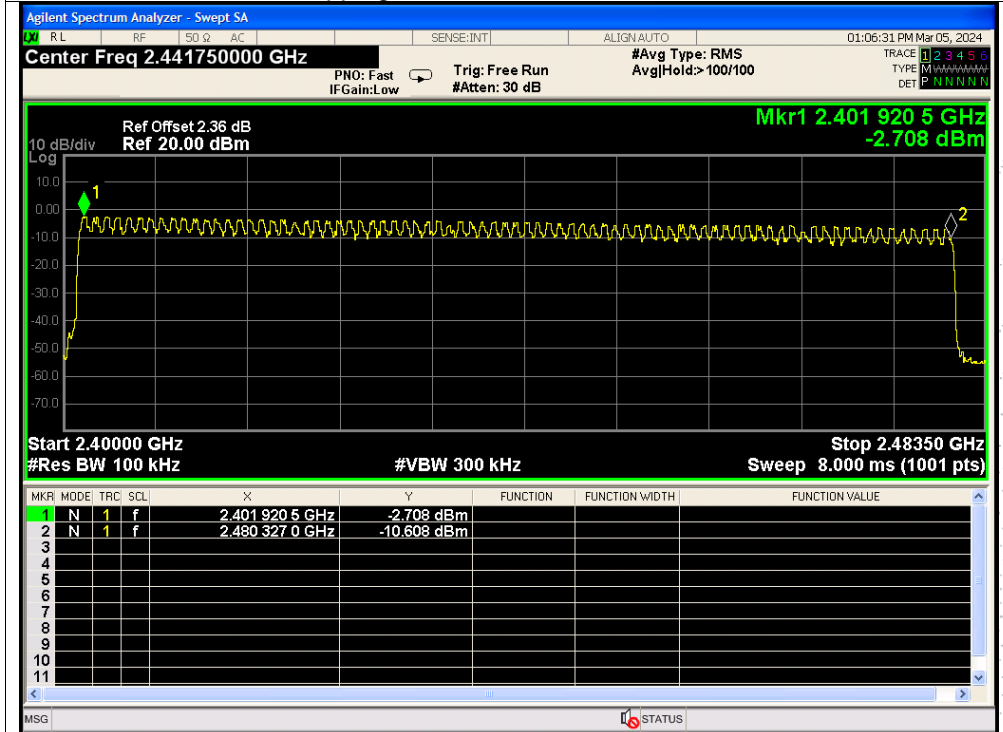 Agilent Spectrum Analyzer - Swept SA
LXI RL RF 50 Ω AC SENSE:INT ALIGN AUTO 01:06:31 PM Mar 05, 2024
Center Freq 2.441750000 GHz
PNO: Fast
IFGain:Low
Trig: Free Run
#Atten: 30 dB
#Avg Type: RMS
Avg|Hold:> 100/100
TRACE 1 2 3 4 5 6
TYPE M
DET P N N N N N
Mkr1 2.401 920 5 GHz
-2.708 dBm
Ref Offset 2.36 dB
10 dB/div Ref 20.00 dBm
Log
10.0
0.00
-10.0
-20.0
-30.0
-40.0
-50.0
-60.0
-70.0
1
2
Start 2.40000 GHz Stop 2.48350 GHz
#Res BW 100 kHz #VBW 300 kHz Sweep 8.000 ms (1001 pts)
MKR MODE TRC SCL X Y FUNCTION FUNCTION WIDTH FUNCTION VALUE
1 N 1 f 2.401 920 5 GHz -2.708 dBm
2 N 1 f 2.480 327 0 GHz -10.608 dBm
3
4
5
6
7
8
9
10
11
MSG STATUS